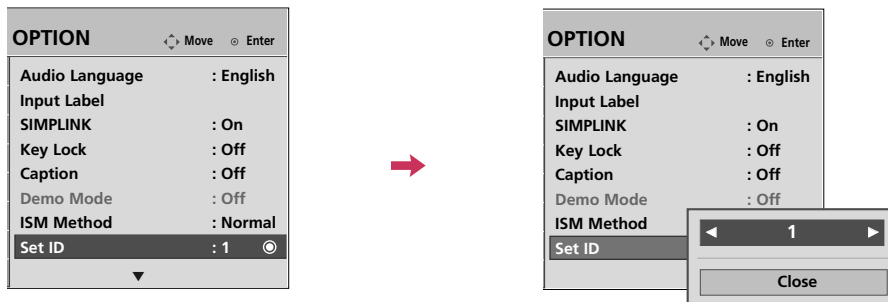 OPTION Move Enter
Audio Language : English
Input Label
SIMPLINK : On
Key Lock : Off
Caption : Off
Demo Mode : Off
ISM Method : Normal
Set ID : 1
OPTION Move Enter
Audio Language : English
Input Label
SIMPLINK : On
Key Lock : Off
Caption : Off
Demo Mode : Off
ISM Method
Set ID
◀ 1 ▶
Close